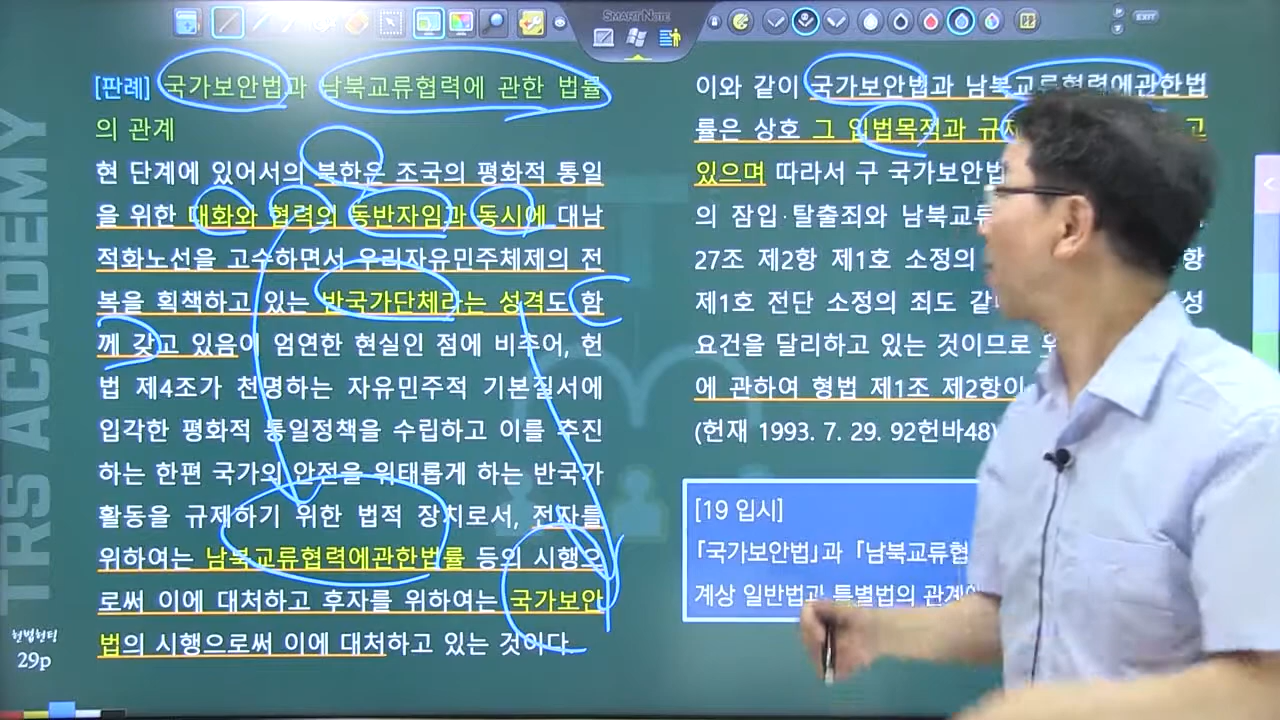 SMART NOTE
EXIT
TRS ACADEMY
[판례] 국가보안법과 남북교류협력에 관한 법률
의 관계
현 단계에 있어서의 북한은 조국의 평화적 통일
을 위한 대화와 협력의 동반자임과 동시에 대남
적화노선을 고수하면서 우리자유민주체제의 전
복을 획책하고 있는 반국가단체라는 성격도 함
께 갖고 있음이 엄연한 현실인 점에 비추어, 헌
법 제4조가 천명하는 자유민주적 기본질서에
입각한 평화적 통일정책을 수립하고 이를 추진
하는 한편 국가의 안전을 위태롭게 하는 반국가
활동을 규제하기 위한 법적 장치로서, 전자를
위하여는 남북교류협력에관한법률 등의 시행으
로써 이에 대처하고 후자를 위하여는 국가보안
법의 시행으로써 이에 대처하고 있는 것이다.
헌법헌팅
29p
이와 같이 국가보안법과 남북교류협력에관한법
률은 상호 그 입법목적과 규제 고
있으며 따라서 구 국가보안법
의 잠입·탈출죄와 남북교류
27조 제2항 제1호 소정의 항
제1호 전단 소정의 죄도 같 성
요건을 달리하고 있는 것이므로
에 관하여 형법 제1조 제2항이
(헌재 1993. 7. 29. 92헌바48)
[19 입시]
「국가보안법」과 「남북교류협
계상 일반법과 특별법의 관계에